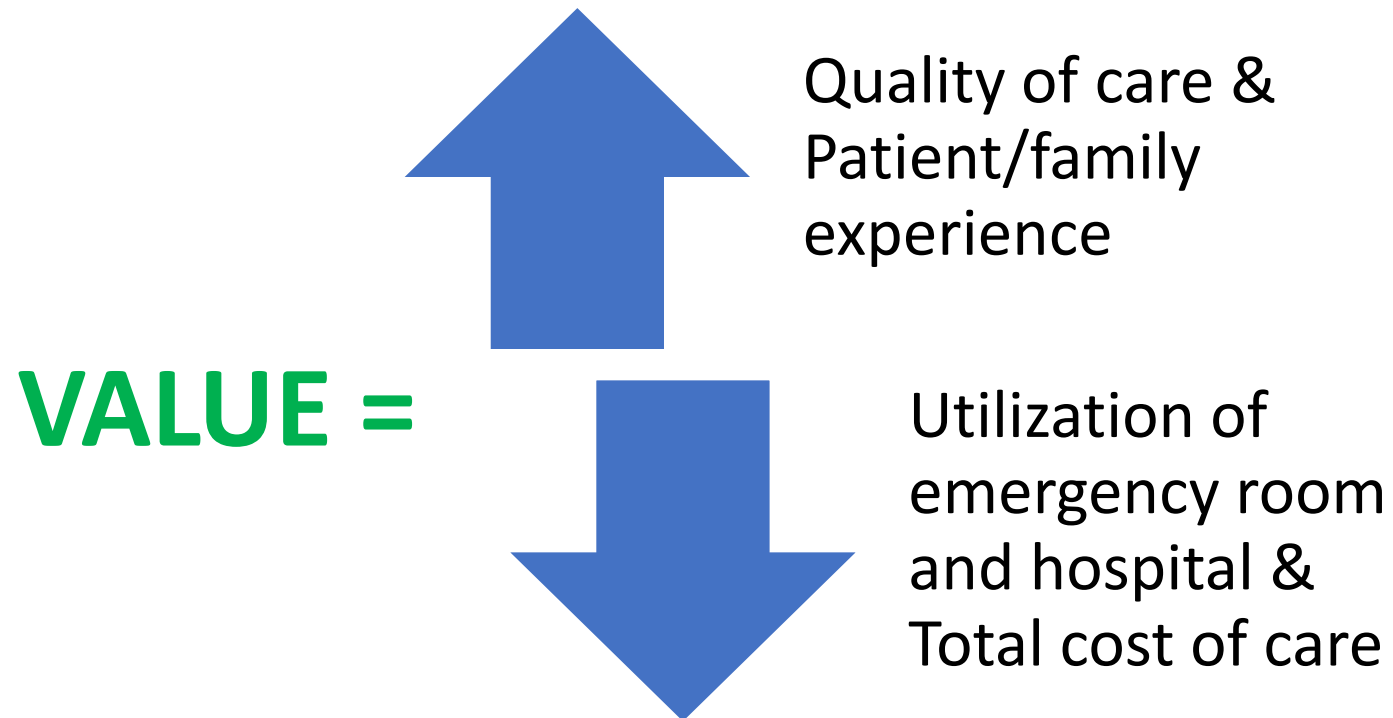 Quality of care &
Patient/family
experience
VALUE =
Utilization of
emergency room
and hospital &
Total cost of care